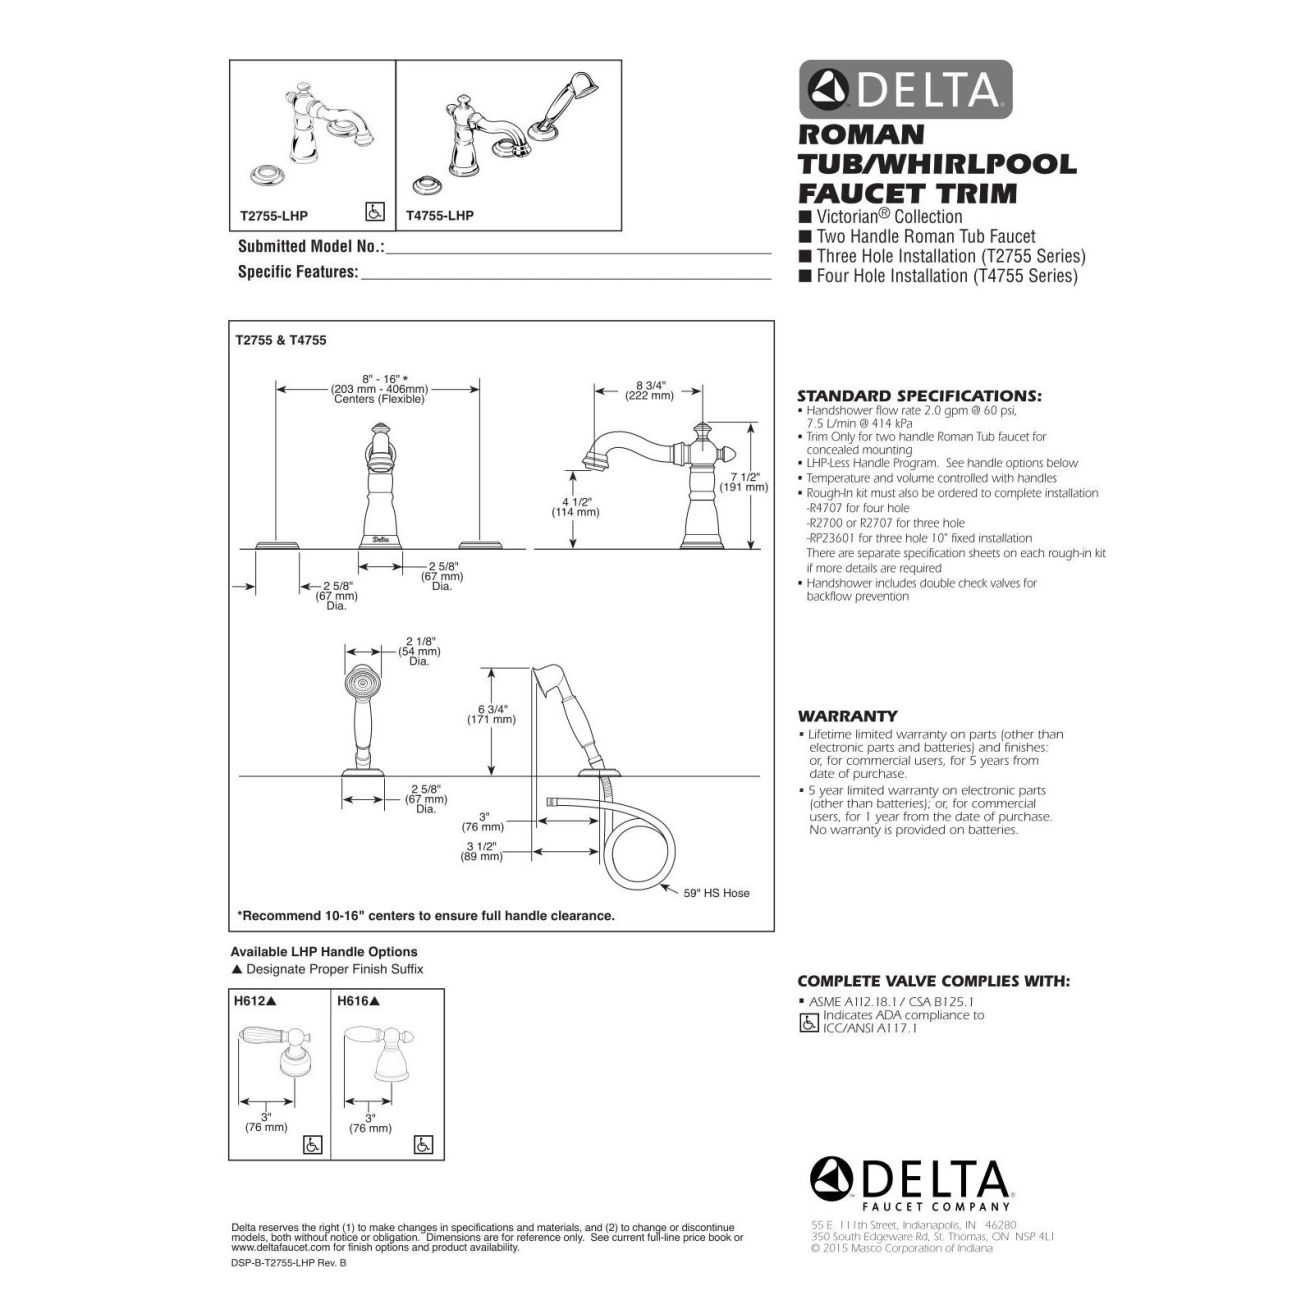 T2755-LHP
T4755-LHP
Submitted Model No.:
Specific Features:
DELTA
ROMAN
TUB/WHIRLPOOL
FAUCET TRIM
■ Victorian® Collection
■ Two Handle Roman Tub Faucet
■ Three Hole Installation (T2755 Series)
■ Four Hole Installation (T4755 Series)
T2755 & T4755
8" - 16" *
(203 mm - 406mm)
Centers (Flexible)
8 3/4"
(222 mm)
7 1/2"
(191 mm)
4 1/2"
(114 mm)
Delta
2 5/8"
(67 mm)
Dia.
2 5/8"
(67 mm)
Dia.
2 1/8"
(54 mm)
Dia.
6 3/4"
(171 mm)
2 5/8"
(67 mm)
Dia.
3"
(76 mm)
3 1/2"
(89 mm)
59" HS Hose
*Recommend 10-16" centers to ensure full handle clearance.
STANDARD SPECIFICATIONS:
▪ Handshower flow rate 2.0 gpm @ 60 psi,
7.5 L/min @ 414 kPa
▪ Trim Only for two handle Roman Tub faucet for
concealed mounting
▪ LHP-Less Handle Program.  See handle options below
▪ Temperature and volume controlled with handles
▪ Rough-In kit must also be ordered to complete installation
-R4707 for four hole
-R2700 or R2707 for three hole
-RP23601 for three hole 10" fixed installation
There are separate specification sheets on each rough-in kit
if more details are required
▪ Handshower includes double check valves for
backflow prevention
WARRANTY
▪ Lifetime limited warranty on parts (other than
electronic parts and batteries) and finishes:
or, for commercial users, for 5 years from
date of purchase.
▪ 5 year limited warranty on electronic parts
(other than batteries); or, for commercial
users, for 1 year from the date of purchase.
No warranty is provided on batteries.
Available LHP Handle Options
▲ Designate Proper Finish Suffix
H612▲
H616▲
3"
(76 mm)
3"
(76 mm)
COMPLETE VALVE COMPLIES WITH:
▪ ASME A112.18.1 / CSA B125.1
Indicates ADA compliance to
ICC/ANSI A117.1
Delta reserves the right (1) to make changes in specifications and materials, and (2) to change or discontinue
models, both without notice or obligation.  Dimensions are for reference only.  See current full-line price book or
www.deltafaucet.com for finish options and product availability.
DSP-B-T2755-LHP Rev. B
DELTA
FAUCET COMPANY
55 E. 111th Street, Indianapolis, IN   46280
350 South Edgeware Rd, St. Thomas, ON  N5P 4L1
© 2015 Masco Corporation of Indiana